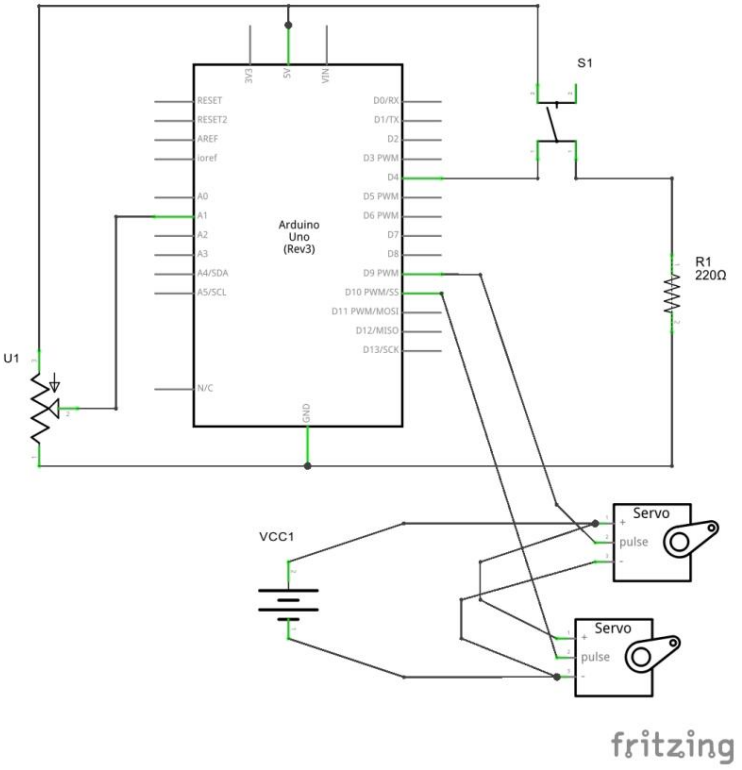 3V3
5V
VIN
S1
RESET
RESET2
AREF
ioref
A0
A1
A2
A3
A4/SDA
A5/SCL
N/C
Arduino
Uno
(Rev3)
D0/RX
D1/TX
D2
D3 PWM
D4
D5 PWM
D6 PWM
D7
D8
D9 PWM
D10 PWM/SS
D11 PWM/MOSI
D12/MISO
D13/SCK
GND
R1
220Ω
U1
VCC1
Servo
+
pulse
-
Servo
+
pulse
-
fritzing